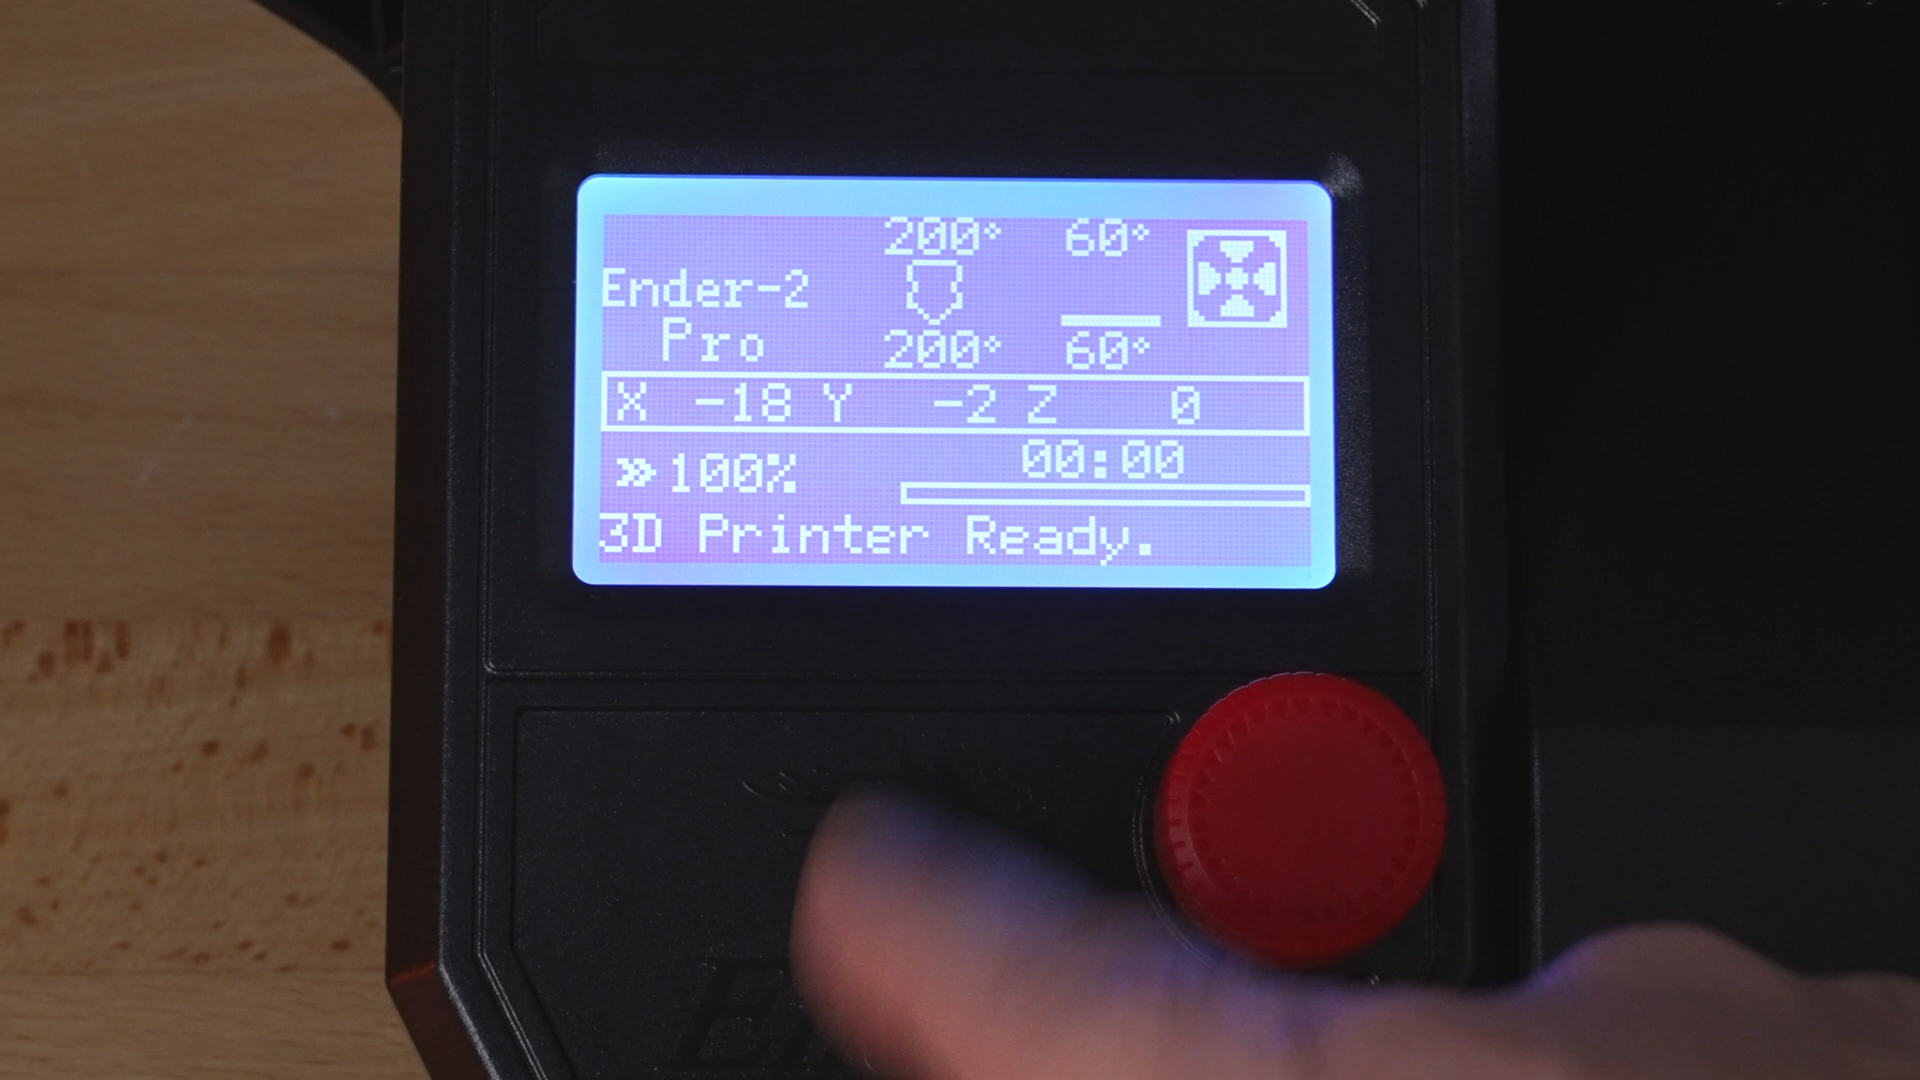 200° 60°
Ender-2
Pro
200° 60°
X -18 Y -2 Z 0
00:00
»100%
3D Printer Ready.